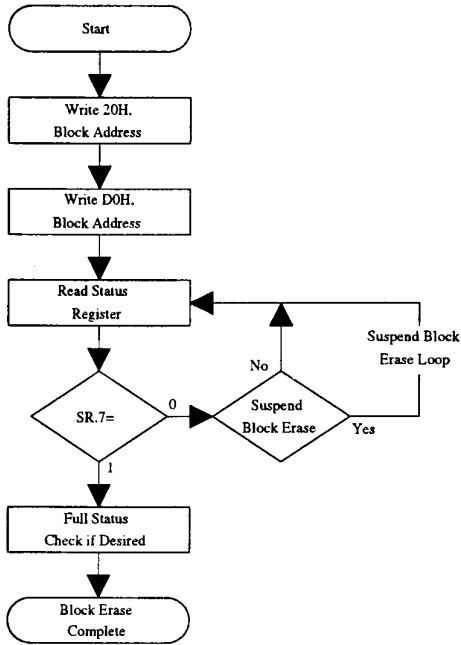 Start
Write 20H.
Block Address
Write D0H.
Block Address
Read Status
Register
Suspend Block
Erase Loop
No
SR.7=
0
Suspend
Block Erase
Yes
1
Full Status
Check if Desired
Block Erase
Complete